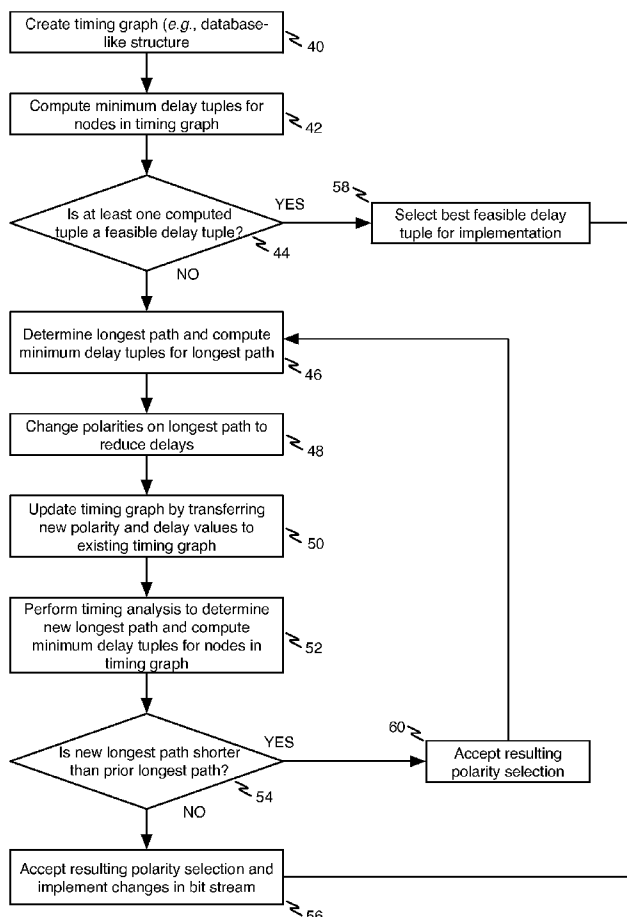 Create timing graph (e.g., database-
like structure
40
Compute minimum delay tuples for
nodes in timing graph
42
Is at least one computed
tuple a feasible delay tuple?
44
YES
58
Select best feasible delay
tuple for implementation
NO
Determine longest path and compute
minimum delay tuples for longest path
46
Change polarities on longest path to
reduce delays
48
Update timing graph by transferring
new polarity and delay values to
existing timing graph
50
Perform timing analysis to determine
new longest path and compute
minimum delay tuples for nodes in
timing graph
52
Is new longest path shorter
than prior longest path?
54
YES
60
Accept resulting
polarity selection
NO
Accept resulting polarity selection and
implement changes in bit stream
56